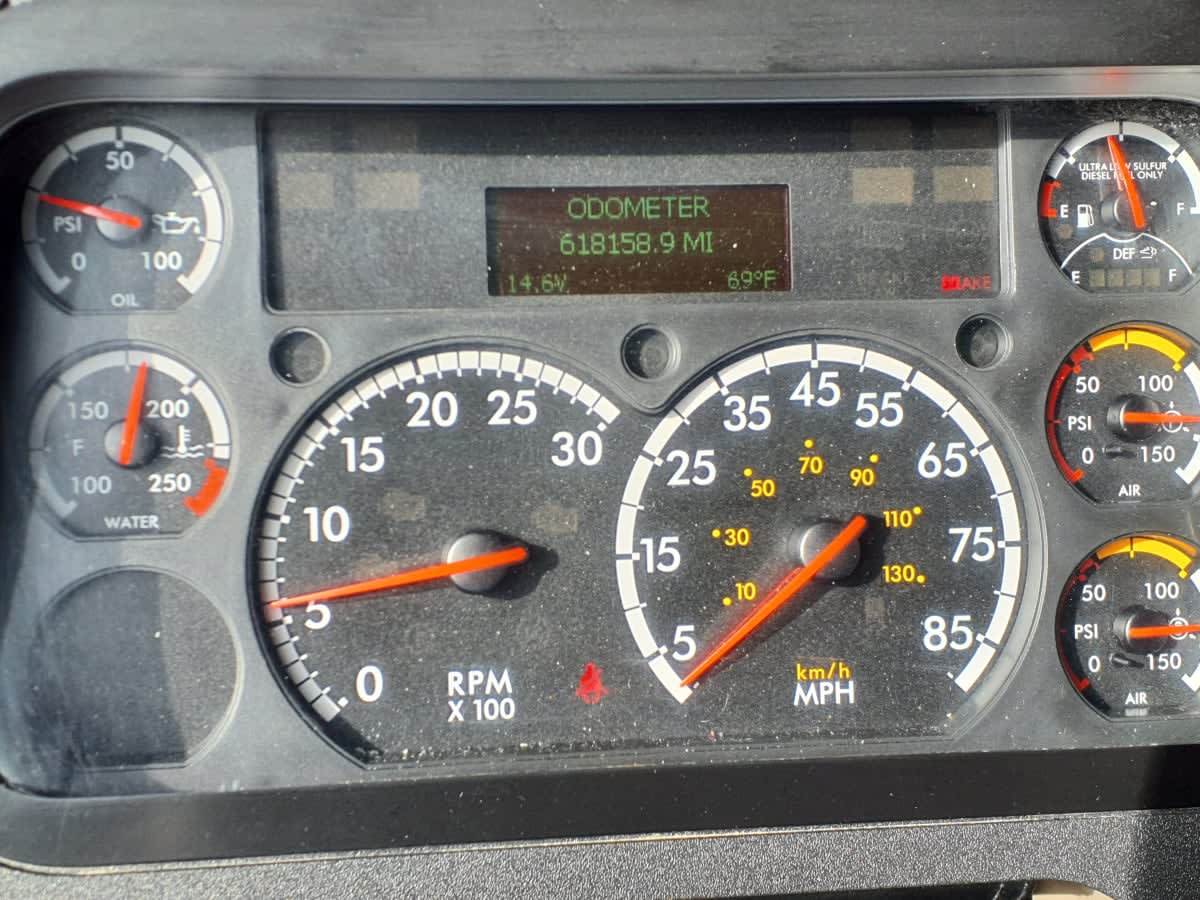 50
PSI
0 100
OIL
ODOMETER
618158.9 MI
14.6V 69°F
BRAKE
ULTRA LOW SULFUR
DIESEL FUEL ONLY
E F
DEF
E F
150 200
F
100 250
WATER
0 5 10 15 20 25 30
RPM
X 100
5 15 25 35 45 55 65 75 85
10 30 50 70 90 110 130
km/h
MPH
50 100
PSI
0 150
AIR
50 100
PSI
0 150
AIR